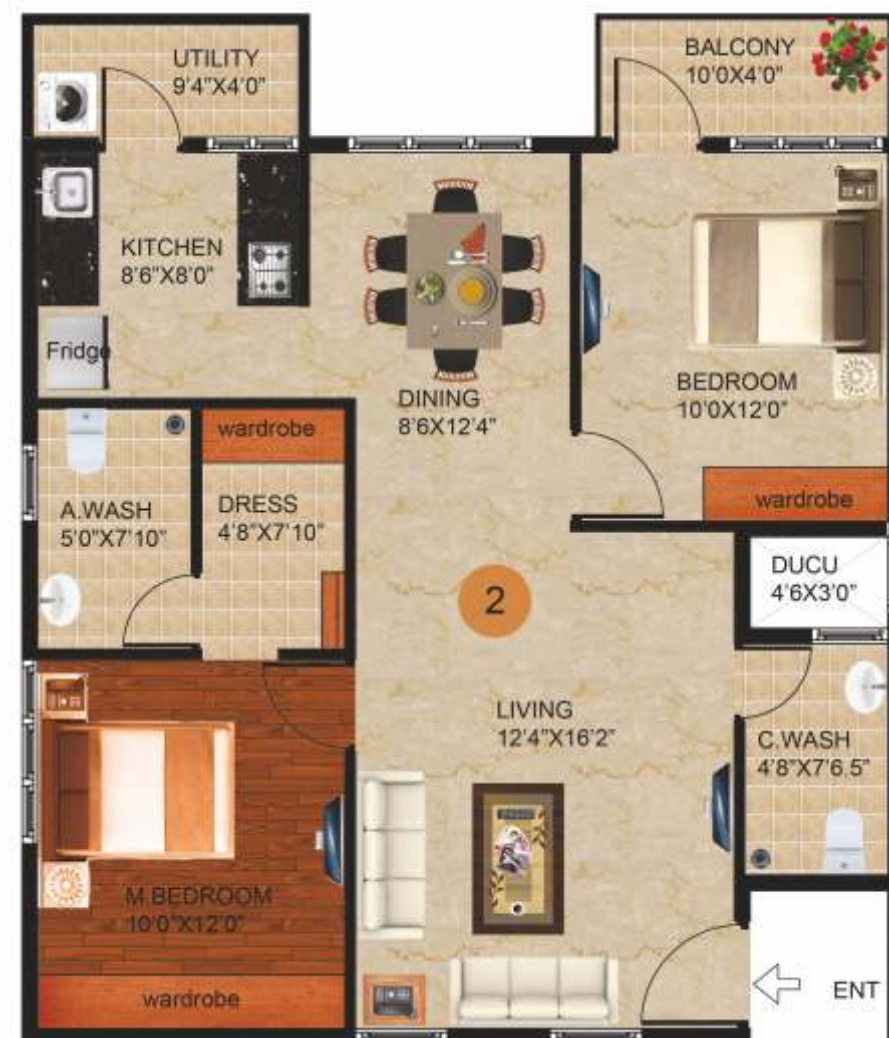 UTILITY
9'4"X4'0"
BALCONY
10'0X4'0"
KITCHEN
8'6"X8'0"
Fridge
DINING
8'6X12'4"
BEDROOM
10'0X12'0"
wardrobe
wardrobe
A.WASH
5'0"X7'10"
DRESS
4'8"X7'10"
2
DUCU
4'6X3'0"
LIVING
12'4"X16'2"
C.WASH
4'8"X7'6.5"
M.BEDROOM
10'0"X12'0"
wardrobe
ENT